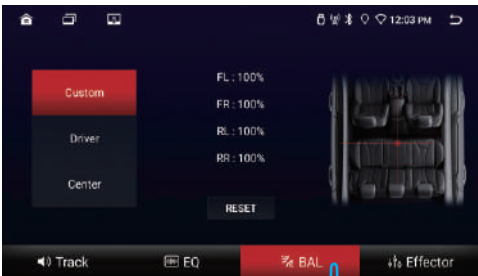 12:03 PM
Custom
Driver
Center
FL : 100%
FR : 100%
RL : 100%
RR : 100%
RESET
Track
EQ
BAL
Effector